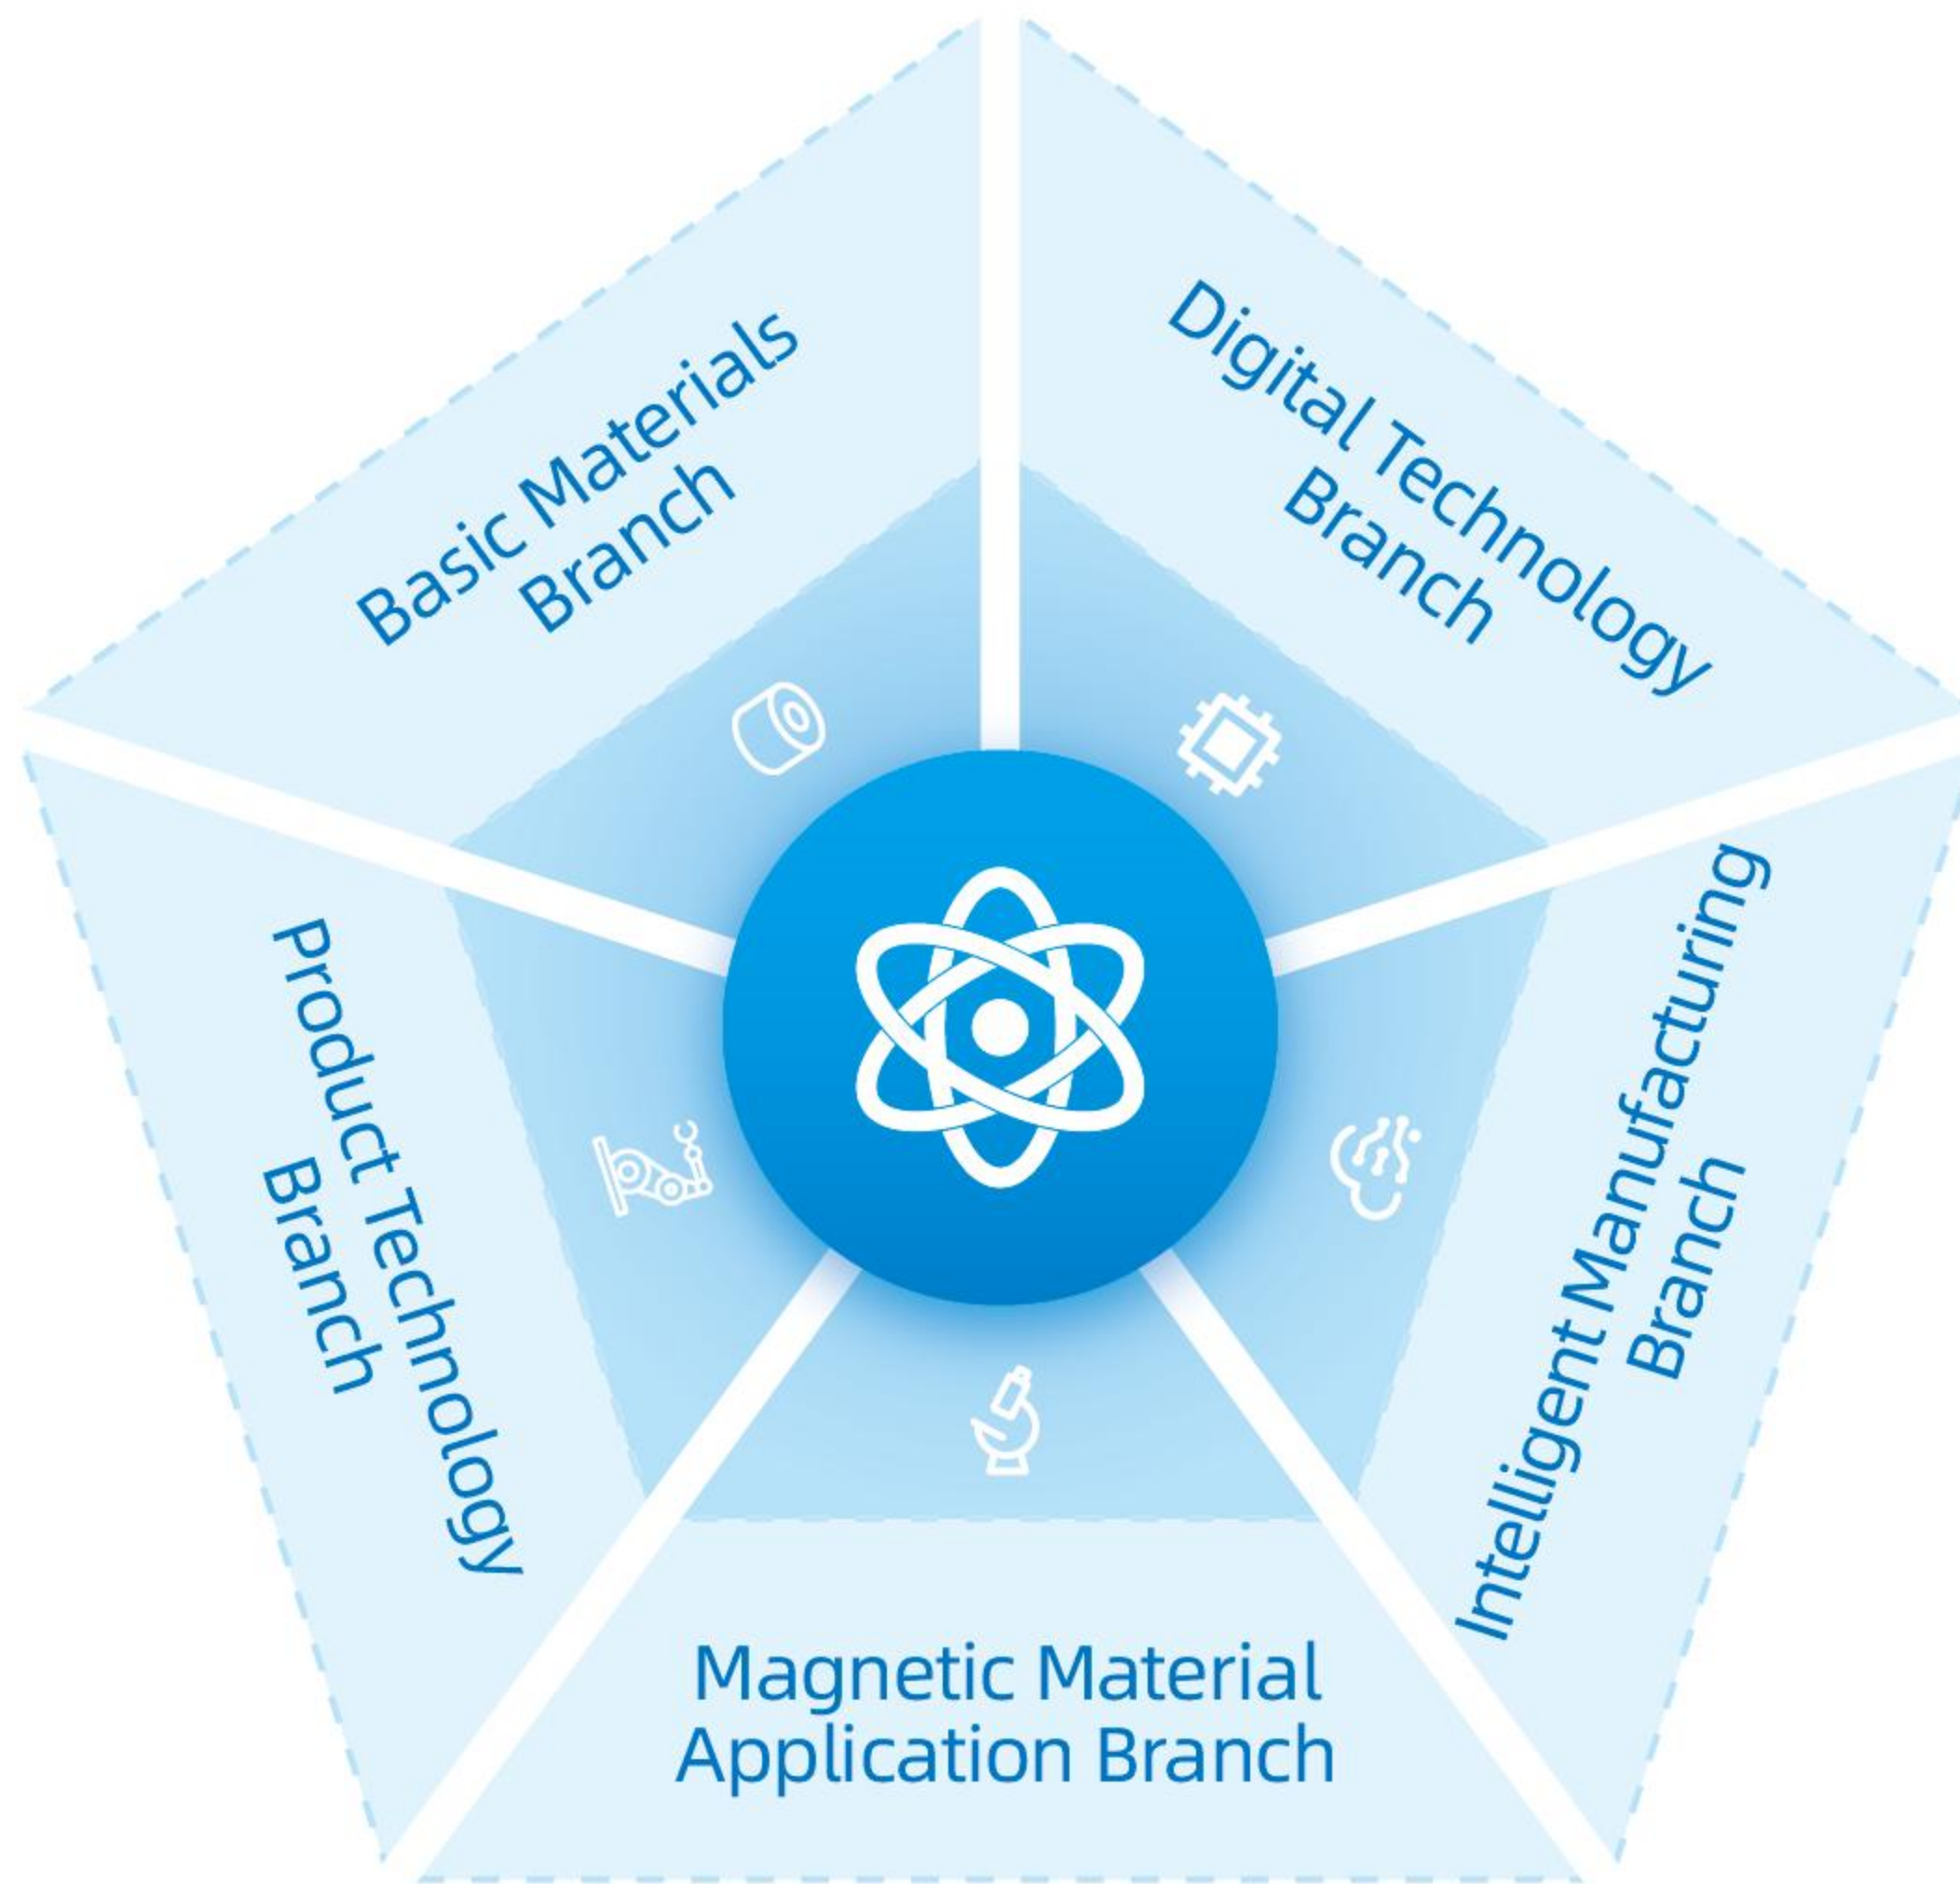 Basic Materials
Branch
Digital Technology
Branch
Product Technology
Branch
Intelligent Manufacturing
Branch
Magnetic Material
Application Branch